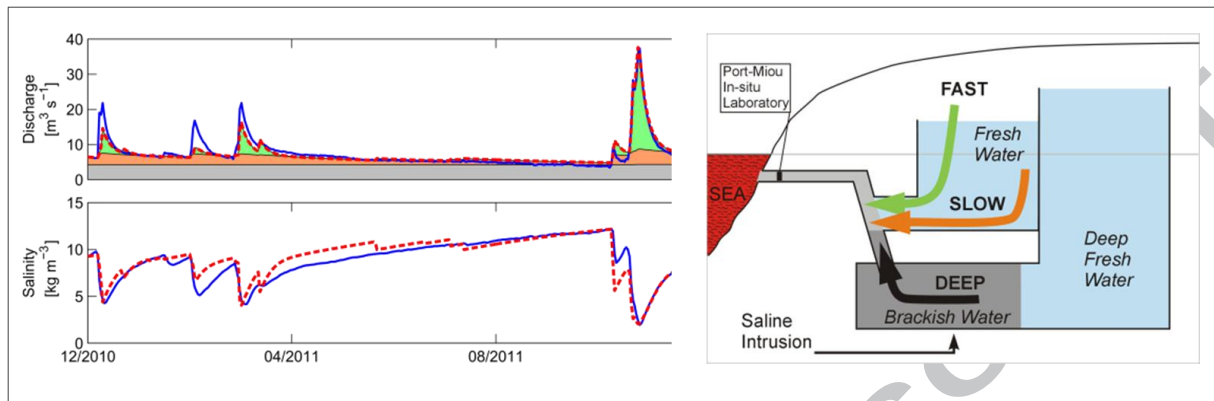 40
30
20
10
0
Discharge
[m³ s⁻¹]
15
10
5
0
Salinity
[kg m⁻³]
12/2010
04/2011
08/2011
Port-Miou
In-situ
Laboratory
FAST
Fresh
Water
SEA
SLOW
Deep
Fresh
Water
DEEP
Brackish Water
Saline
Intrusion